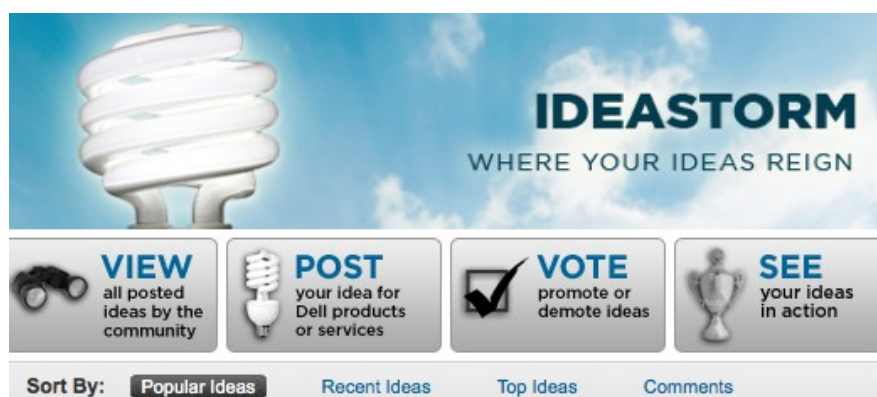 IDEASTORM
WHERE YOUR IDEAS REIGN
VIEW
all posted
ideas by the
community
POST
your idea for
Dell products
or services
VOTE
promote or
demote ideas
SEE
your ideas
in action
Sort By: Popular Ideas Recent Ideas Top Ideas Comments